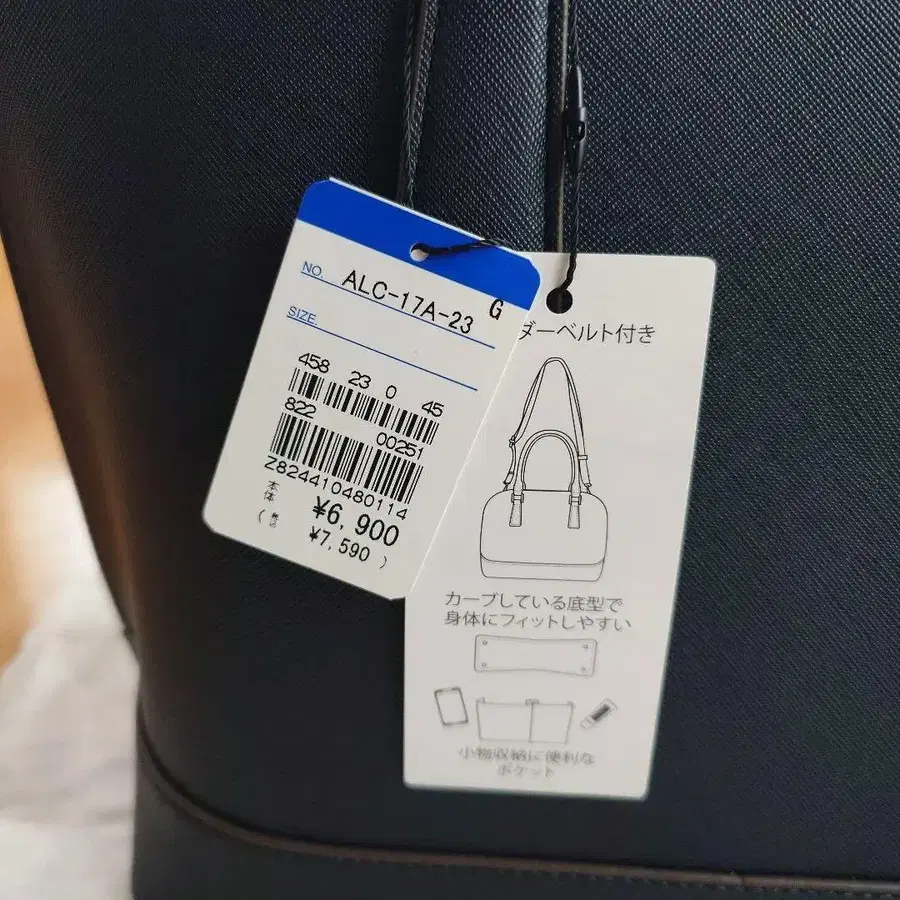 NO. ALC-17A-23 G
SIZE.
458 23 0 45
822 00251
Z824410480114
本体 ¥6,900
(税込 ¥7,590)
ダーベルト付き
カーブしている底型で
身体にフィットしやすい
小物収納に便利な
ポケット